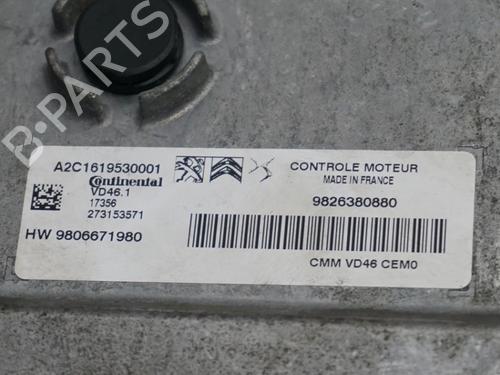 B-PARTS
A2C1619530001
Continental
VD46.1
17356
273153571
HW 9806671980
CONTROLE MOTEUR
MADE IN FRANCE
9826380880
CMM VD46 CEM0